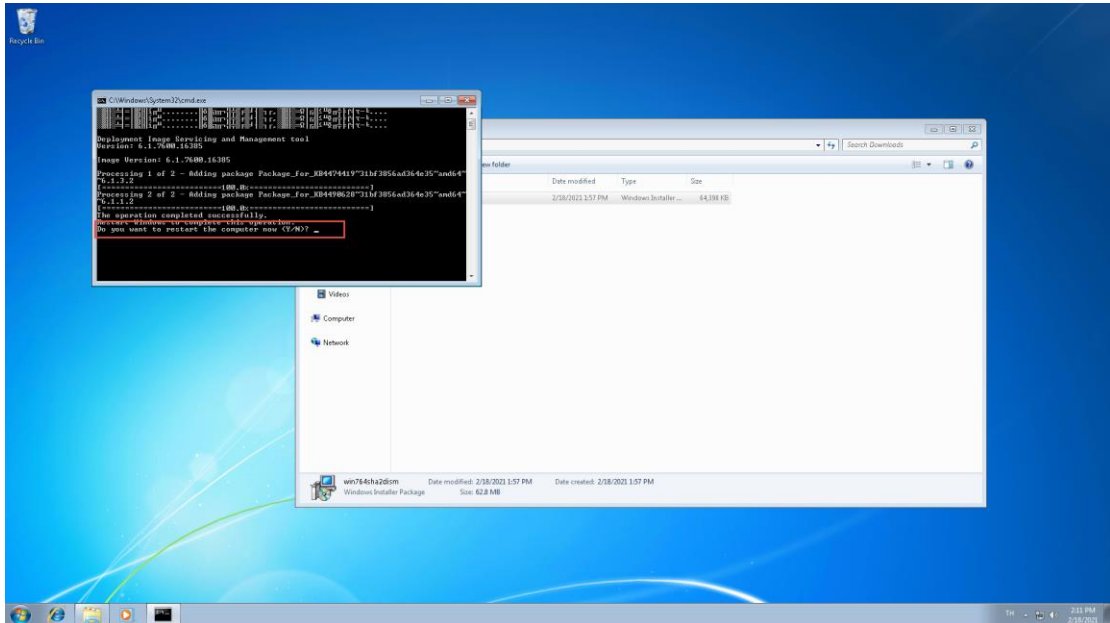 Recycle Bin
C:\Windows\System32\cmd.exe
Deployment Image Servicing and Management tool
Version: 6.1.7600.16385
Image Version: 6.1.7600.16385
Processing 1 of 2 - Adding package Package_for_KB4474419~31bf3856ad364e35~amd64~
~6.1.3.2
[==========================100.0%==========================]
Processing 2 of 2 - Adding package Package_for_KB4490628~31bf3856ad364e35~amd64~
~6.1.1.2
[==========================100.0%==========================]
The operation completed successfully.
Restart Windows to complete this operation.
Do you want to restart the computer now (Y/N)? _
Search Downloads
ew folder
Date modified Type Size
2/18/2021 1:57 PM Windows Installer ... 64,398 KB
Videos
Computer
Network
win764sha2dism Date modified: 2/18/2021 1:57 PM Date created: 2/18/2021 1:57 PM
Windows Installer Package Size: 62.8 MB
TH 2:11 PM
2/18/2021